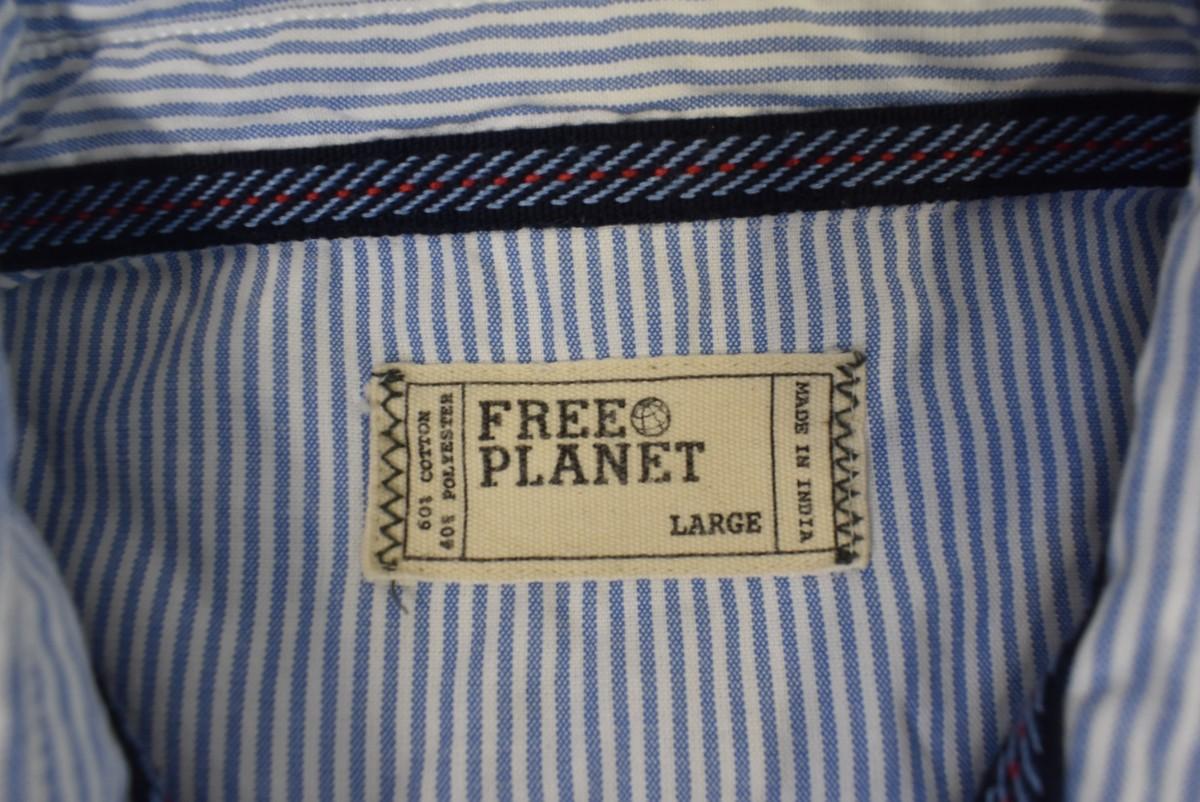 60% COTTON
40% POLYESTER
FREE
PLANET
LARGE
MADE IN INDIA